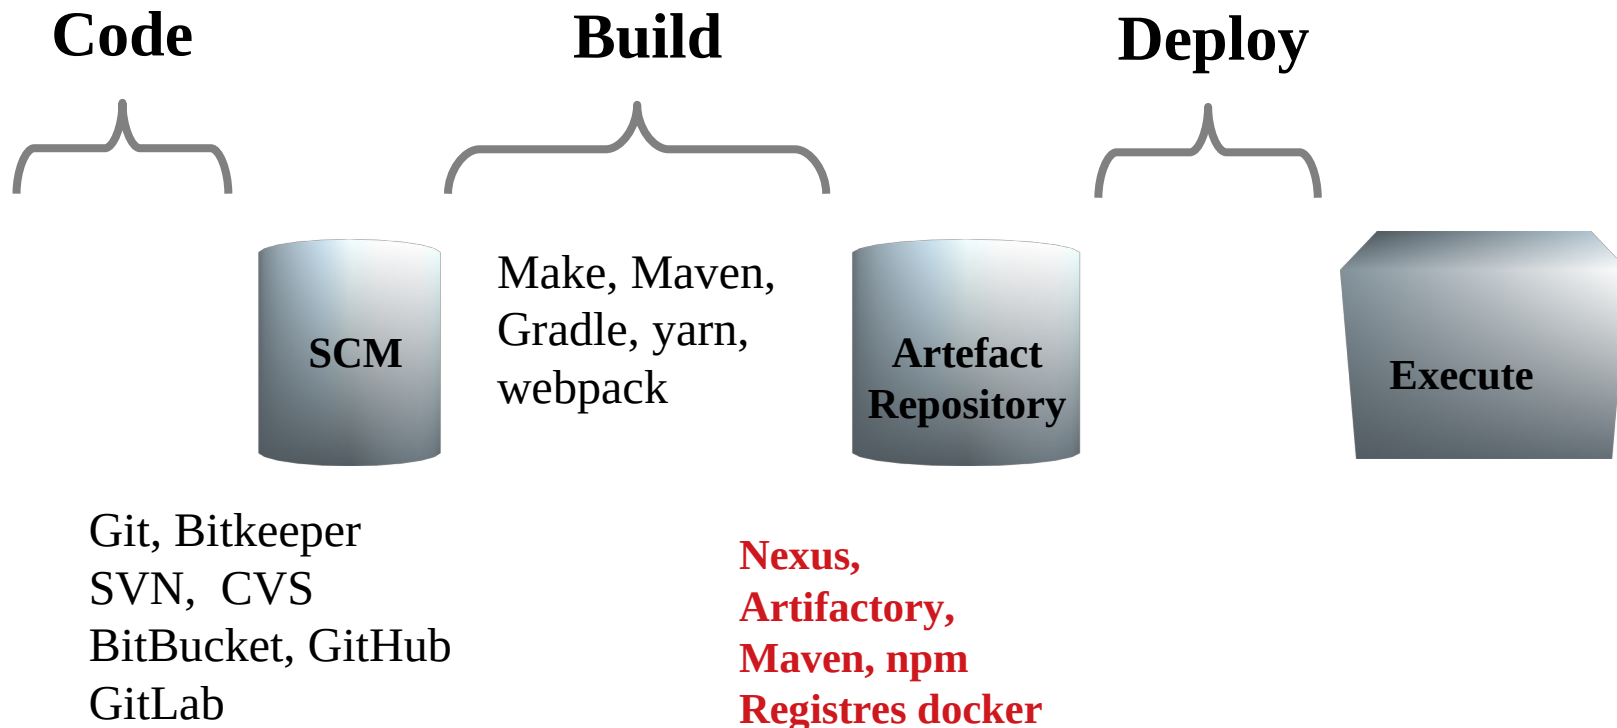 Code
Build
Deploy
Make, Maven,
Gradle, yarn,
webpack
SCM
Artefact
Repository
Execute
Git, Bitkeeper
SVN,  CVS
BitBucket, GitHub
GitLab
Nexus,
Artifactory,
Maven, npm
Registres docker